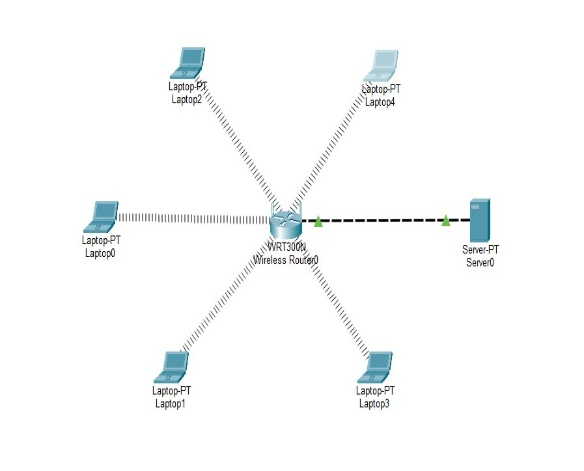 Laptop-PT
Laptop2
Laptop-PT
Laptop4
Laptop-PT
Laptop0
WRT300N
Wireless Router0
Server-PT
Server0
Laptop-PT
Laptop1
Laptop-PT
Laptop3